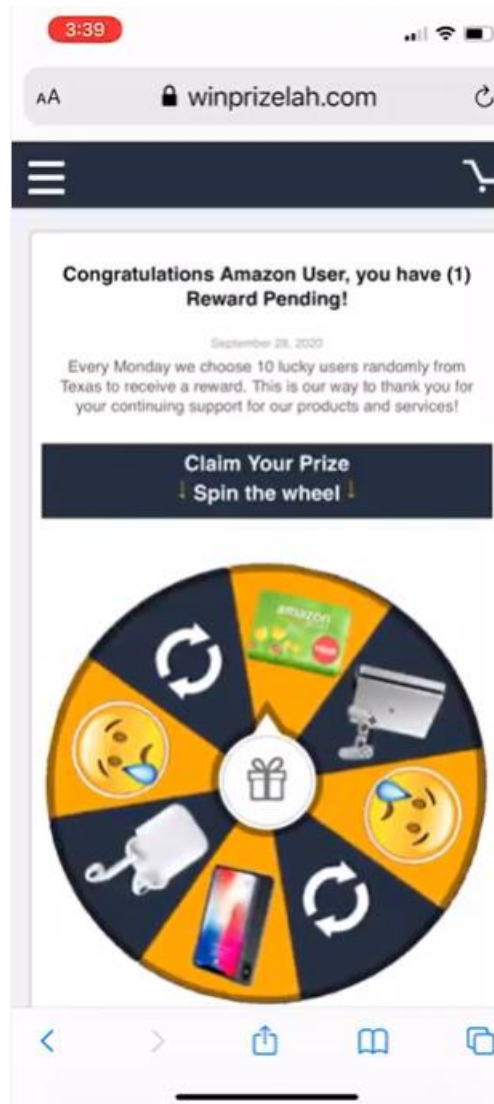 3:39
AA winprizelah.com
Congratulations Amazon User, you have (1)
Reward Pending!
September 28, 2020
Every Monday we choose 10 lucky users randomly from
Texas to receive a reward. This is our way to thank you for
your continuing support for our products and services!
Claim Your Prize
↓ Spin the wheel ↓
amazon